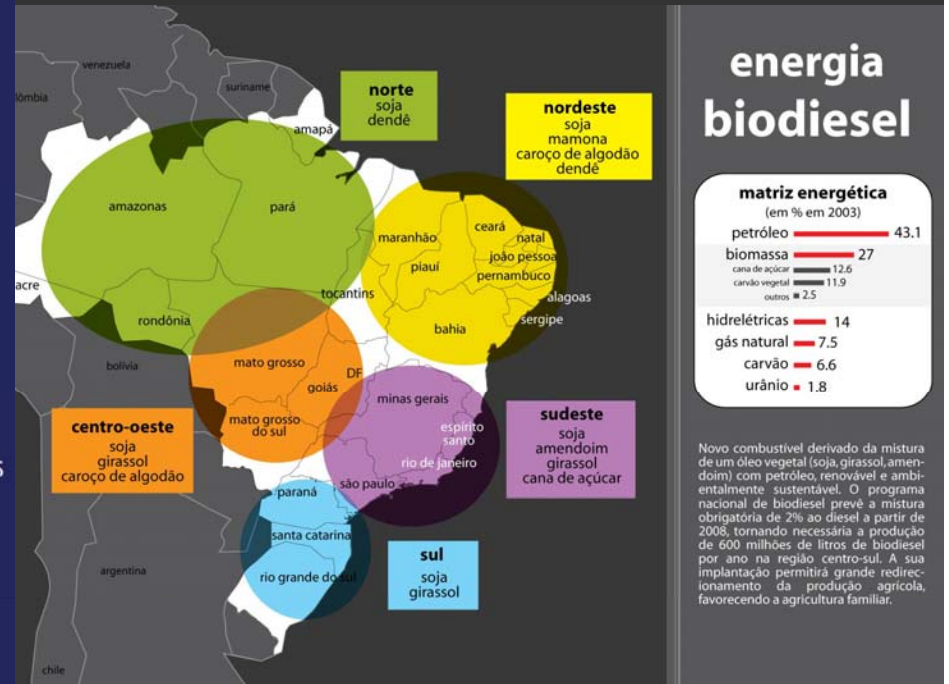 venezuela
suriname
lômbia
amapá
norte
soja
dendê
nordeste
soja
mamona
caroço de algodão
dendê
amazonas
pará
maranhão
ceará
natal
piauí
joão pessoa
pernambuco
acre
tocantins
alagoas
sergipe
rondônia
bahia
bolívia
mato grosso
DF
goiás
minas gerais
mato grosso
do sul
espírito
santo
rio de janeiro
centro-oeste
soja
girassol
caroço de algodão
sudeste
soja
amendoim
girassol
cana de açúcar
s
paraná
são paulo
santa catarina
rio grande do sul
sul
soja
girassol
argentina
chile
energia
biodiesel
matriz energética
(em % em 2003)
petróleo 43.1
biomassa 27
cana de açúcar 12.6
carvão vegetal 11.9
outros 2.5
hidrelétricas 14
gás natural 7.5
carvão 6.6
urânio 1.8
Novo combustível derivado da mistura
de um óleo vegetal (soja, girassol, amen-
doim) com petróleo, renovável e ambi-
entalmente sustentável. O programa
nacional de biodiesel prevê a mistura
obrigatória de 2% ao diesel a partir de
2008, tornando necessária a produção
de 600 milhões de litros de biodiesel
por ano na região centro-sul. A sua
implantação permitirá grande redirec-
ionamento da produção agrícola,
favorecendo a agricultura familiar.